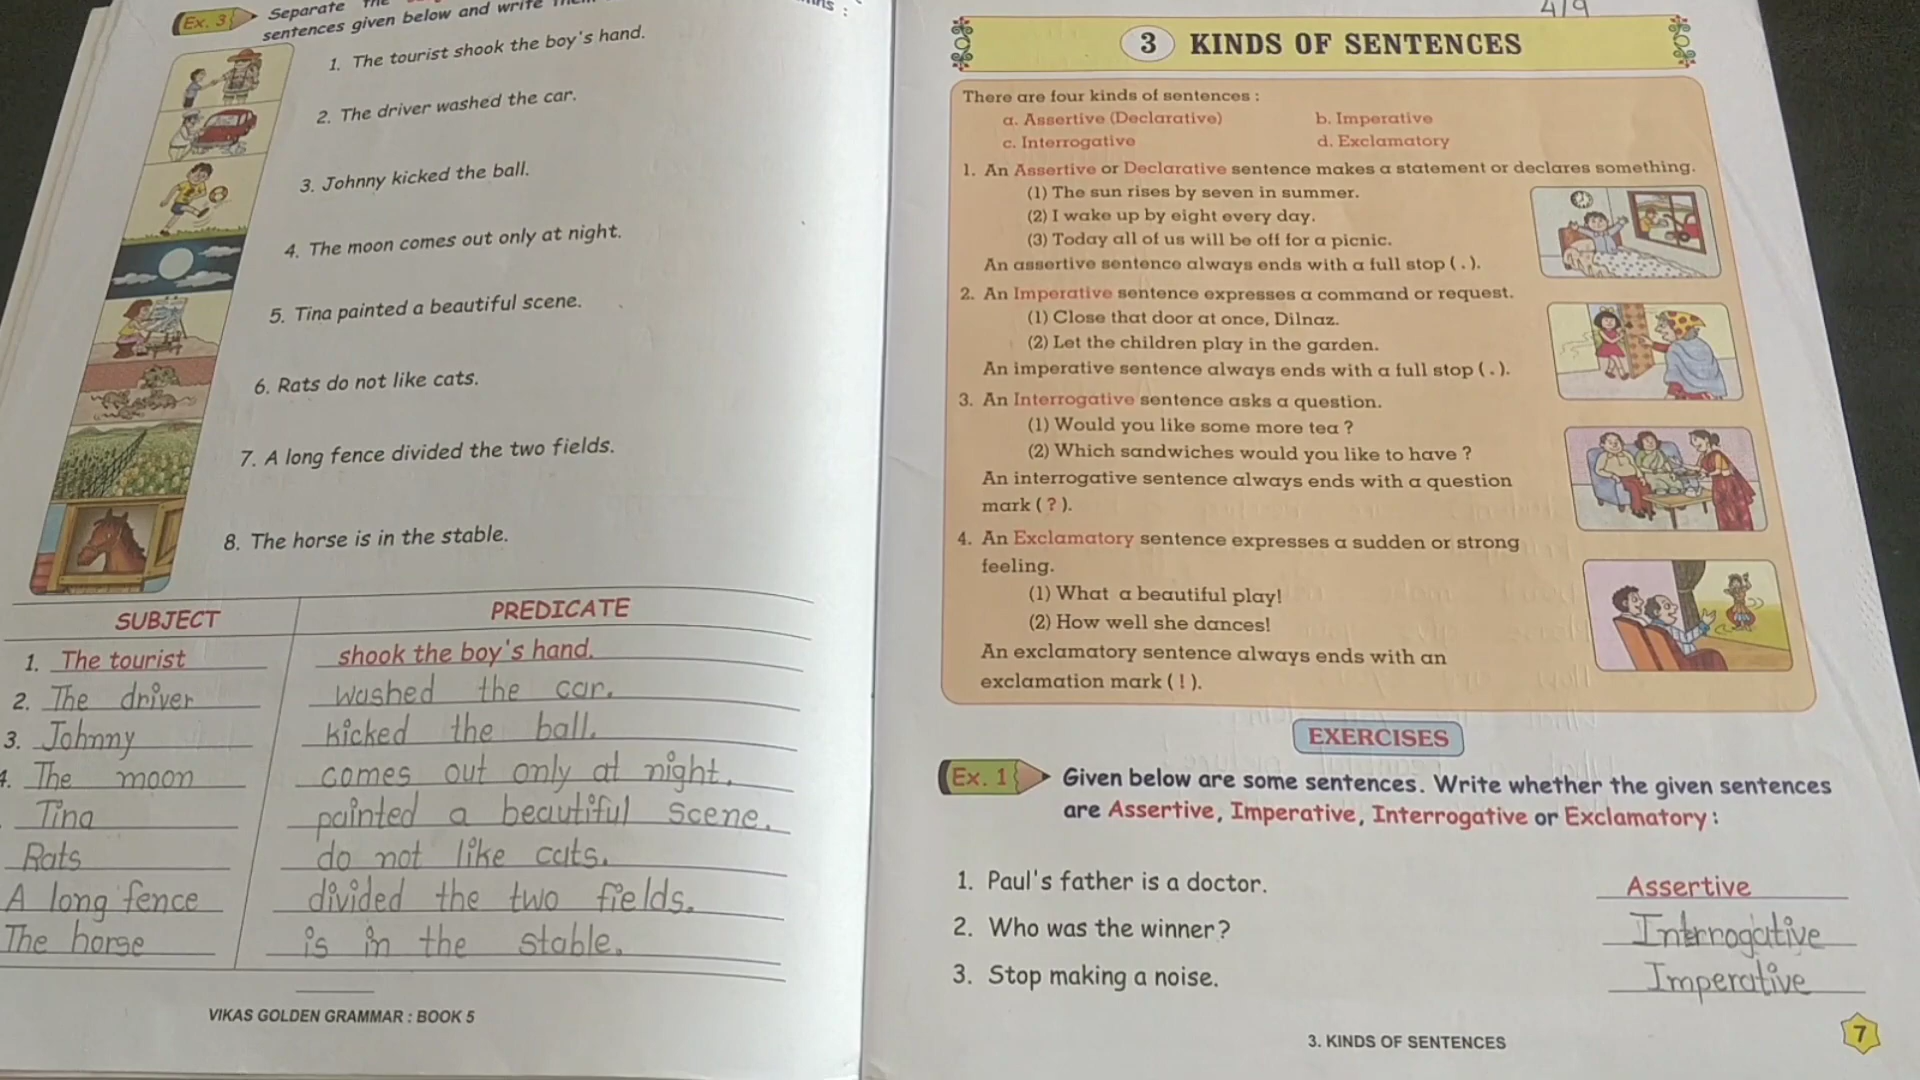 Ex. 3 Separate the
sentences given below and write
1. The tourist shook the boy's hand.
2. The driver washed the car.
3. Johnny kicked the ball.
4. The moon comes out only at night.
5. Tina painted a beautiful scene.
6. Rats do not like cats.
7. A long fence divided the two fields.
8. The horse is in the stable.
SUBJECT PREDICATE
1. The tourist shook the boy's hand.
2. The driver washed the car.
3. Johnny kicked the ball.
4. The moon comes out only at night.
Tina painted a beautiful scene.
Rats do not like cats.
A long fence divided the two fields.
The horse is in the stable.
VIKAS GOLDEN GRAMMAR : BOOK 5
4/9
3 KINDS OF SENTENCES
There are four kinds of sentences :
a. Assertive (Declarative) b. Imperative
c. Interrogative d. Exclamatory
1. An Assertive or Declarative sentence makes a statement or declares something.
(1) The sun rises by seven in summer.
(2) I wake up by eight every day.
(3) Today all of us will be off for a picnic.
An assertive sentence always ends with a full stop ( . ).
2. An Imperative sentence expresses a command or request.
(1) Close that door at once, Dilnaz.
(2) Let the children play in the garden.
An imperative sentence always ends with a full stop ( . ).
3. An Interrogative sentence asks a question.
(1) Would you like some more tea ?
(2) Which sandwiches would you like to have ?
An interrogative sentence always ends with a question
mark ( ? ).
4. An Exclamatory sentence expresses a sudden or strong
feeling.
(1) What a beautiful play!
(2) How well she dances!
An exclamatory sentence always ends with an
exclamation mark ( ! ).
EXERCISES
Ex. 1 Given below are some sentences. Write whether the given sentences
are Assertive, Imperative, Interrogative or Exclamatory :
1. Paul's father is a doctor. Assertive
2. Who was the winner? Interrogative
3. Stop making a noise. Imperative
3. KINDS OF SENTENCES
7